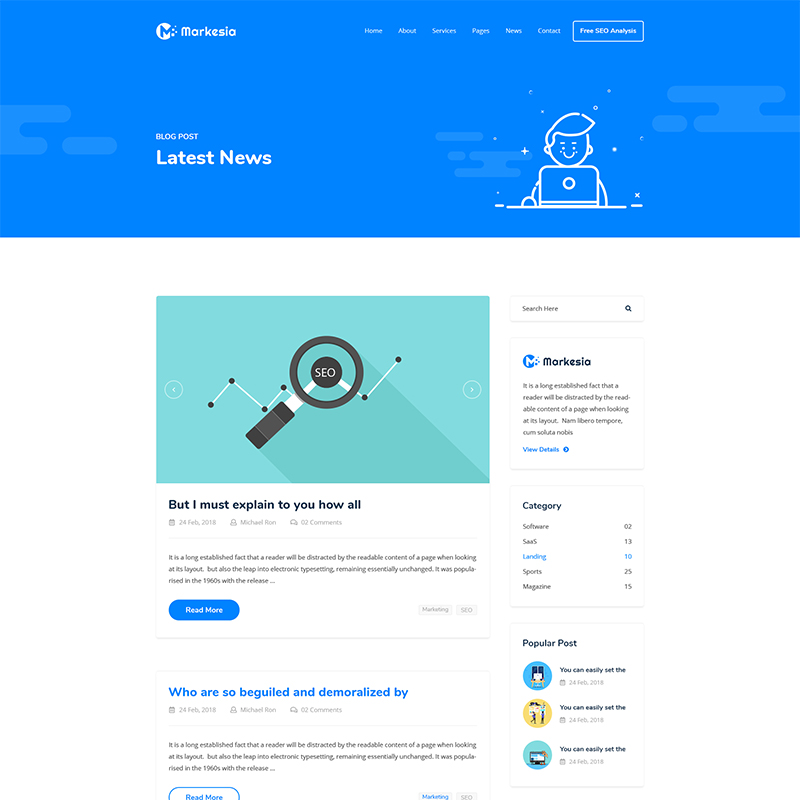 Markesia
Home About Services Pages News Contact Free SEO Analysis
BLOG POST
Latest News
SEO
But I must explain to you how all
24 Feb, 2018 Michael Ron 02 Comments
It is a long established fact that a reader will be distracted by the readable content of a page when looking
at its layout. but also the leap into electronic typesetting, remaining essentially unchanged. It was popula-
rised in the 1960s with the release ...
Read More
Marketing SEO
Who are so beguiled and demoralized by
24 Feb, 2018 Michael Ron 02 Comments
It is a long established fact that a reader will be distracted by the readable content of a page when looking
at its layout. but also the leap into electronic typesetting, remaining essentially unchanged. It was popula-
rised in the 1960s with the release ...
Read More
Marketing SEO
Search Here
Markesia
It is a long established fact that a
reader will be distracted by the read-
able content of a page when looking
at its layout. Nam libero tempore,
cum soluta nobis
View Details
Category
Software 02
SaaS 13
Landing 10
Sports 25
Magazine 15
Popular Post
You can easily set the
24 Feb, 2018
You can easily set the
24 Feb, 2018
You can easily set the
24 Feb, 2018